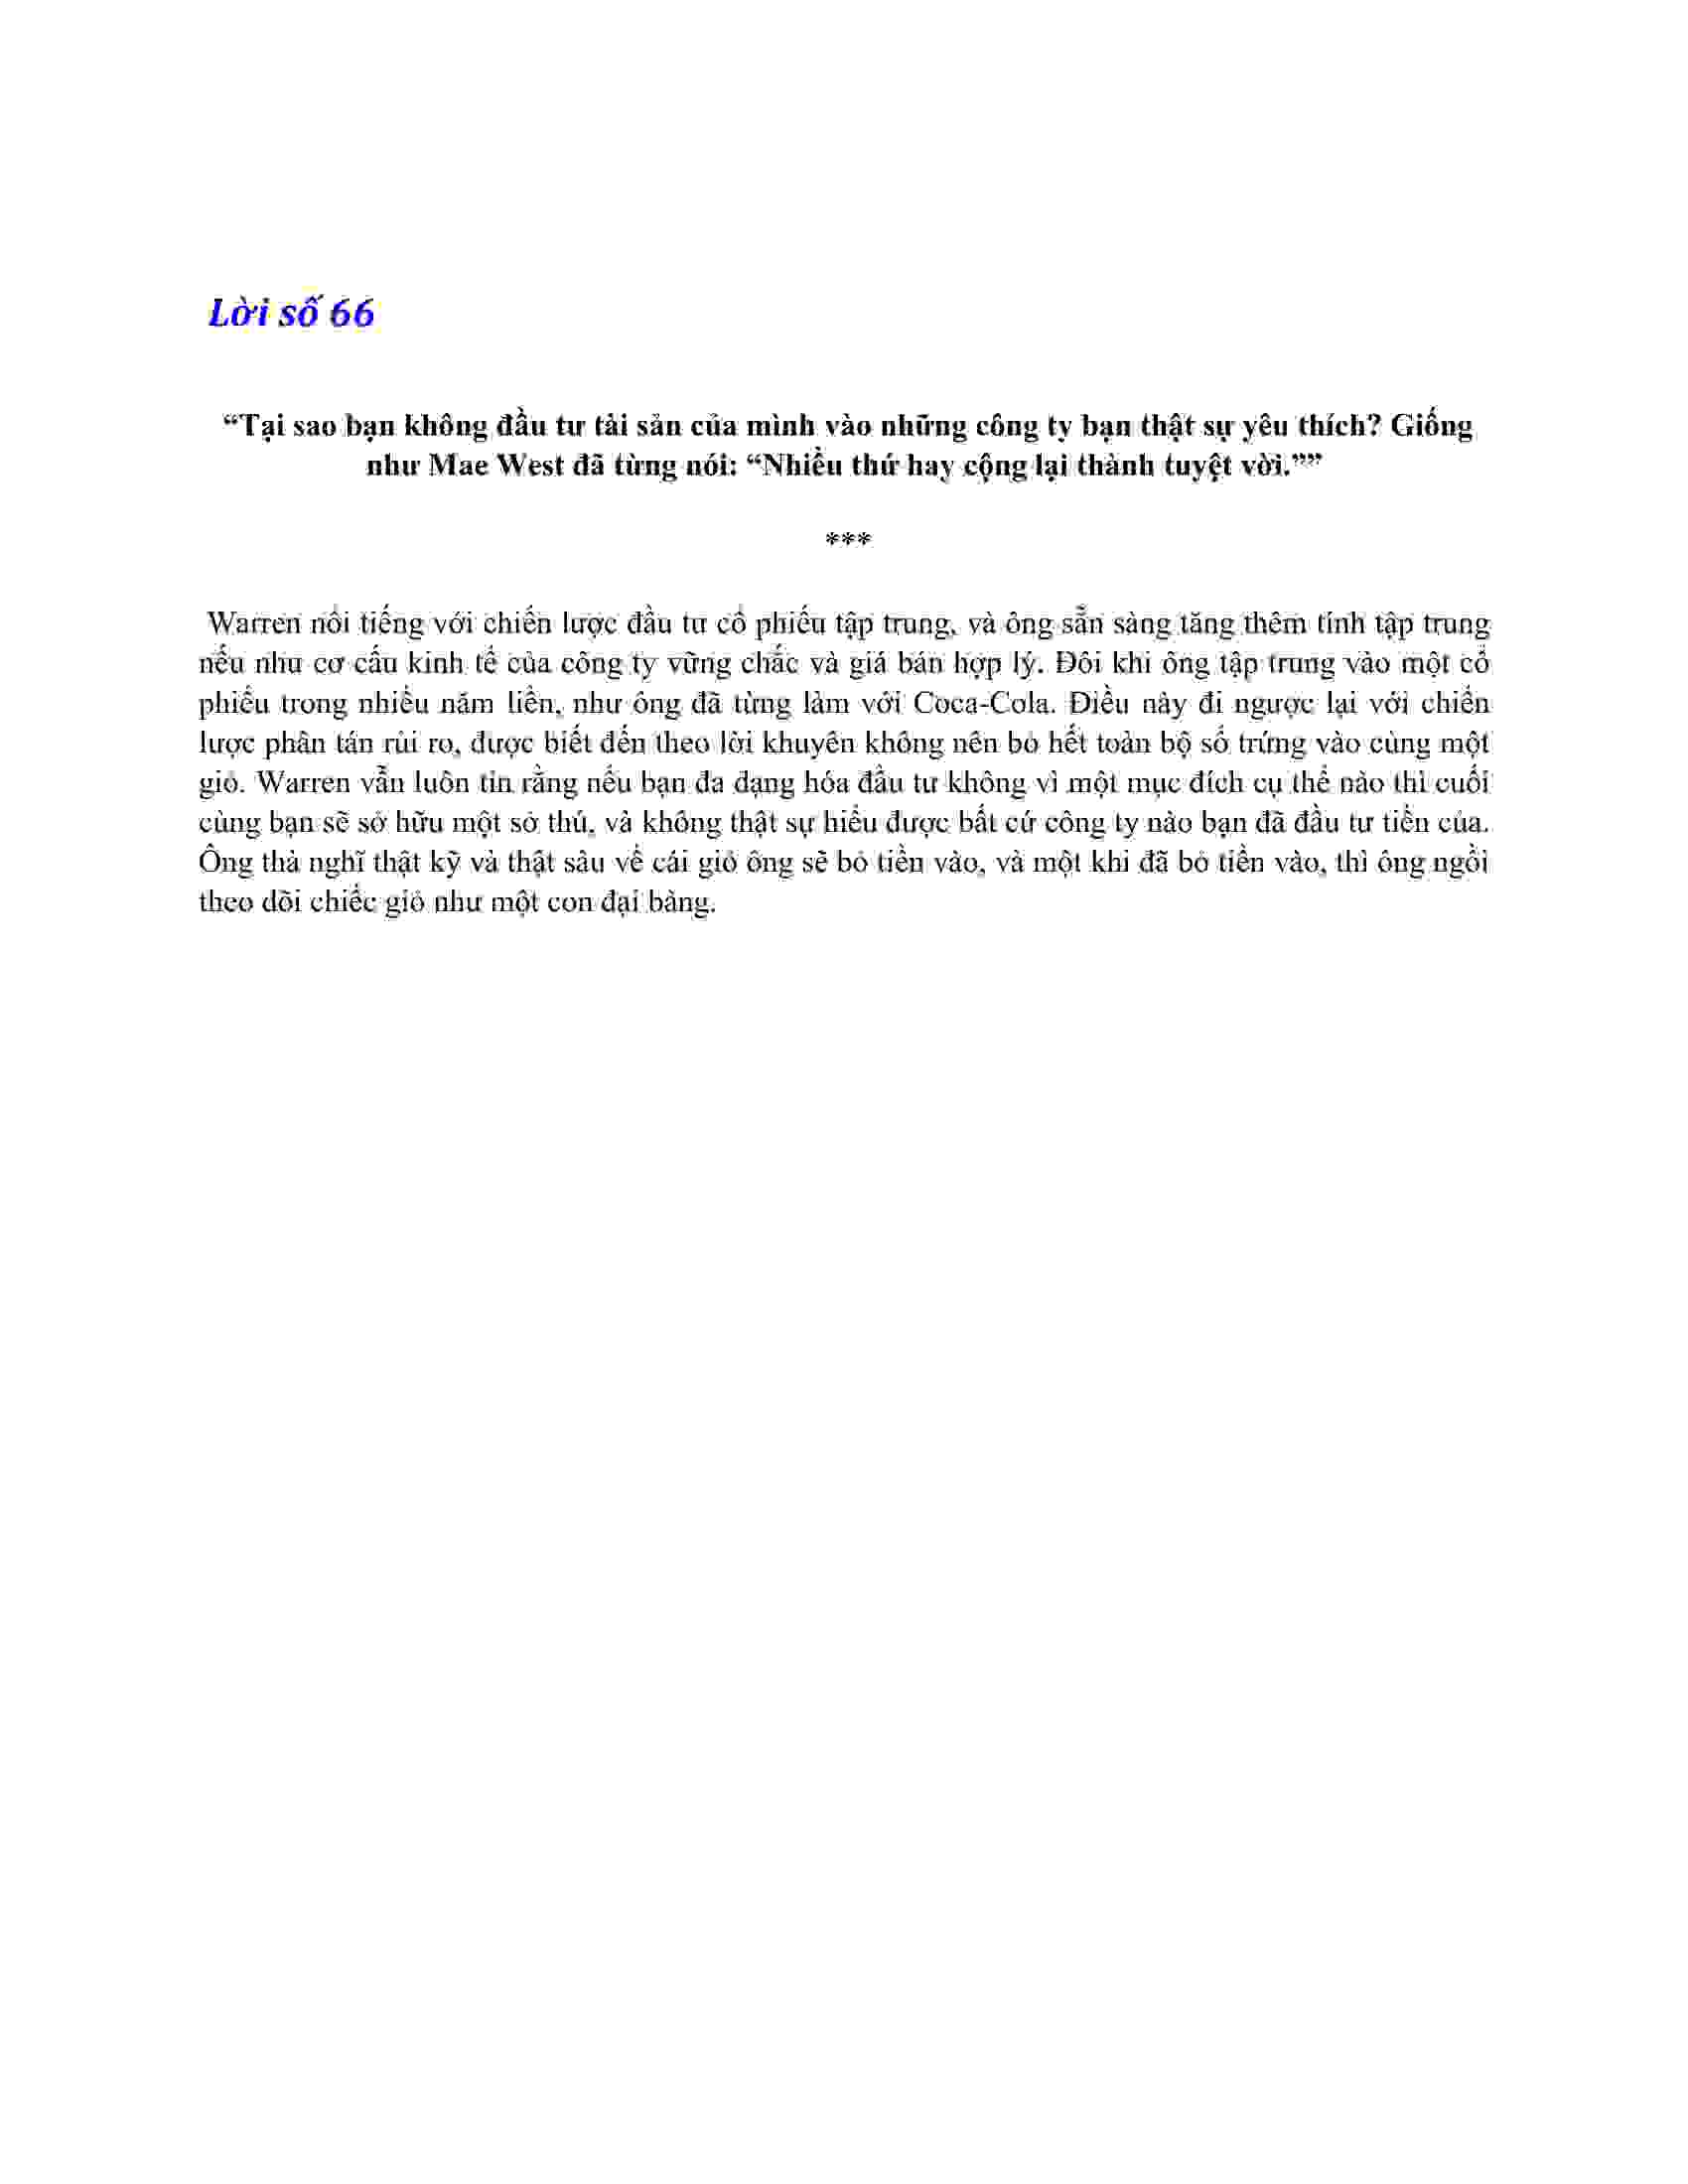 Lời số 66
“Tại sao bạn không đầu tư tài sản của mình vào những công ty bạn thật sự yêu thích? Giống
như Mae West đã từng nói: “Nhiều thứ hay cộng lại thành tuyệt vời.””
***
Warren nổi tiếng với chiến lược đầu tư cổ phiếu tập trung, và ông sẵn sàng tăng thêm tính tập trung
nếu như cơ cấu kinh tế của công ty vững chắc và giá bán hợp lý. Đôi khi ông tập trung vào một cổ
phiếu trong nhiều năm liền, như ông đã từng làm với Coca-Cola. Điều này đi ngược lại với chiến
lược phân tán rủi ro, được biết đến theo lời khuyên không nên bỏ hết toàn bộ số trứng vào cùng một
giỏ. Warren vẫn luôn tin rằng nếu bạn đa dạng hóa đầu tư không vì một mục đích cụ thể nào thì cuối
cùng bạn sẽ sở hữu một sở thú, và không thật sự hiểu được bất cứ công ty nào bạn đã đầu tư tiền của.
Ông thà nghĩ thật kỹ và thật sâu về cái giỏ ông sẽ bỏ tiền vào, và một khi đã bỏ tiền vào, thì ông ngồi
theo dõi chiếc giỏ như một con đại bàng.